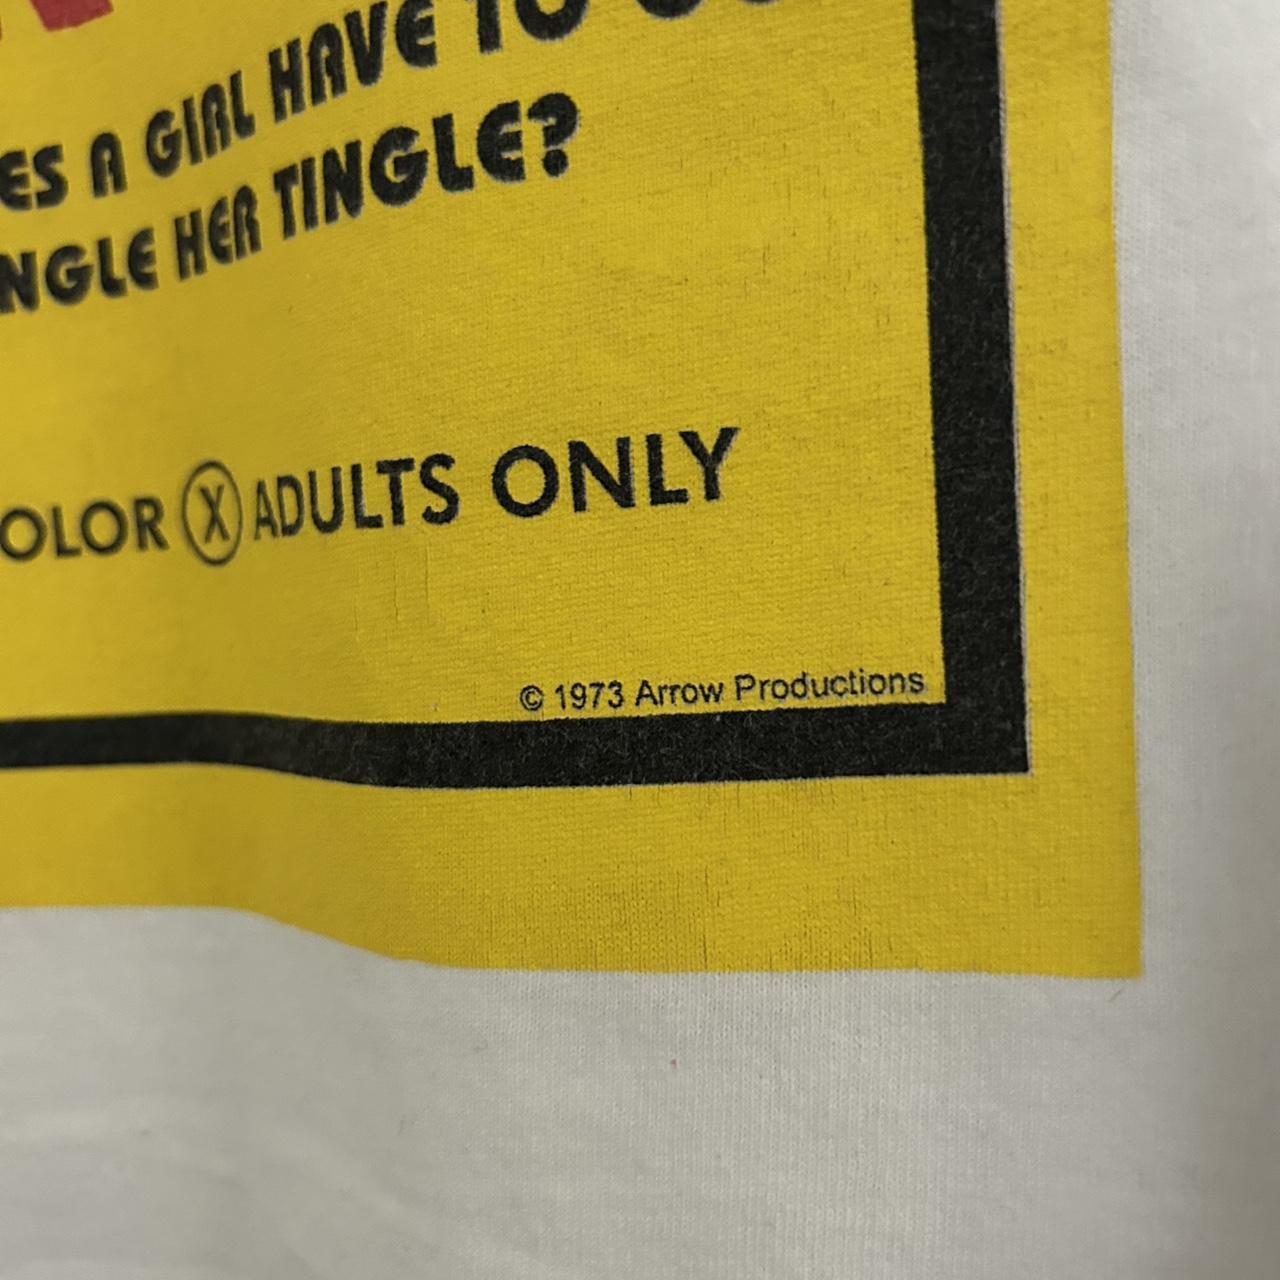 ES A GIRL HAVE TO
NGLE HER TINGLE?
OLOR Ⓧ ADULTS ONLY
© 1973 Arrow Productions